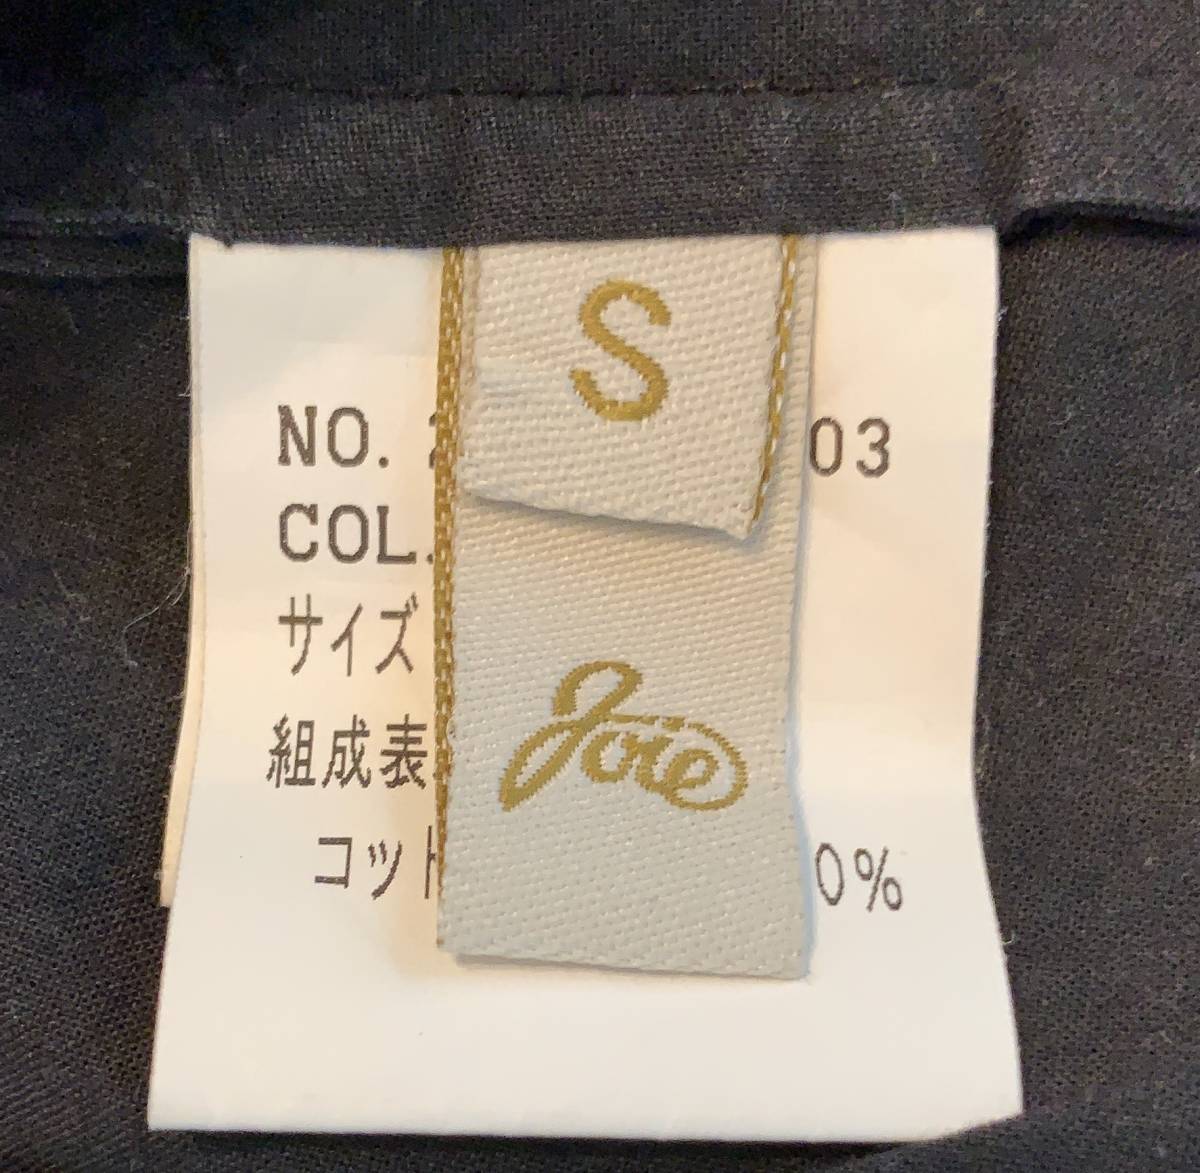 S
NO. 03
COL.
サイズ
組成表
コット 0%
Joie